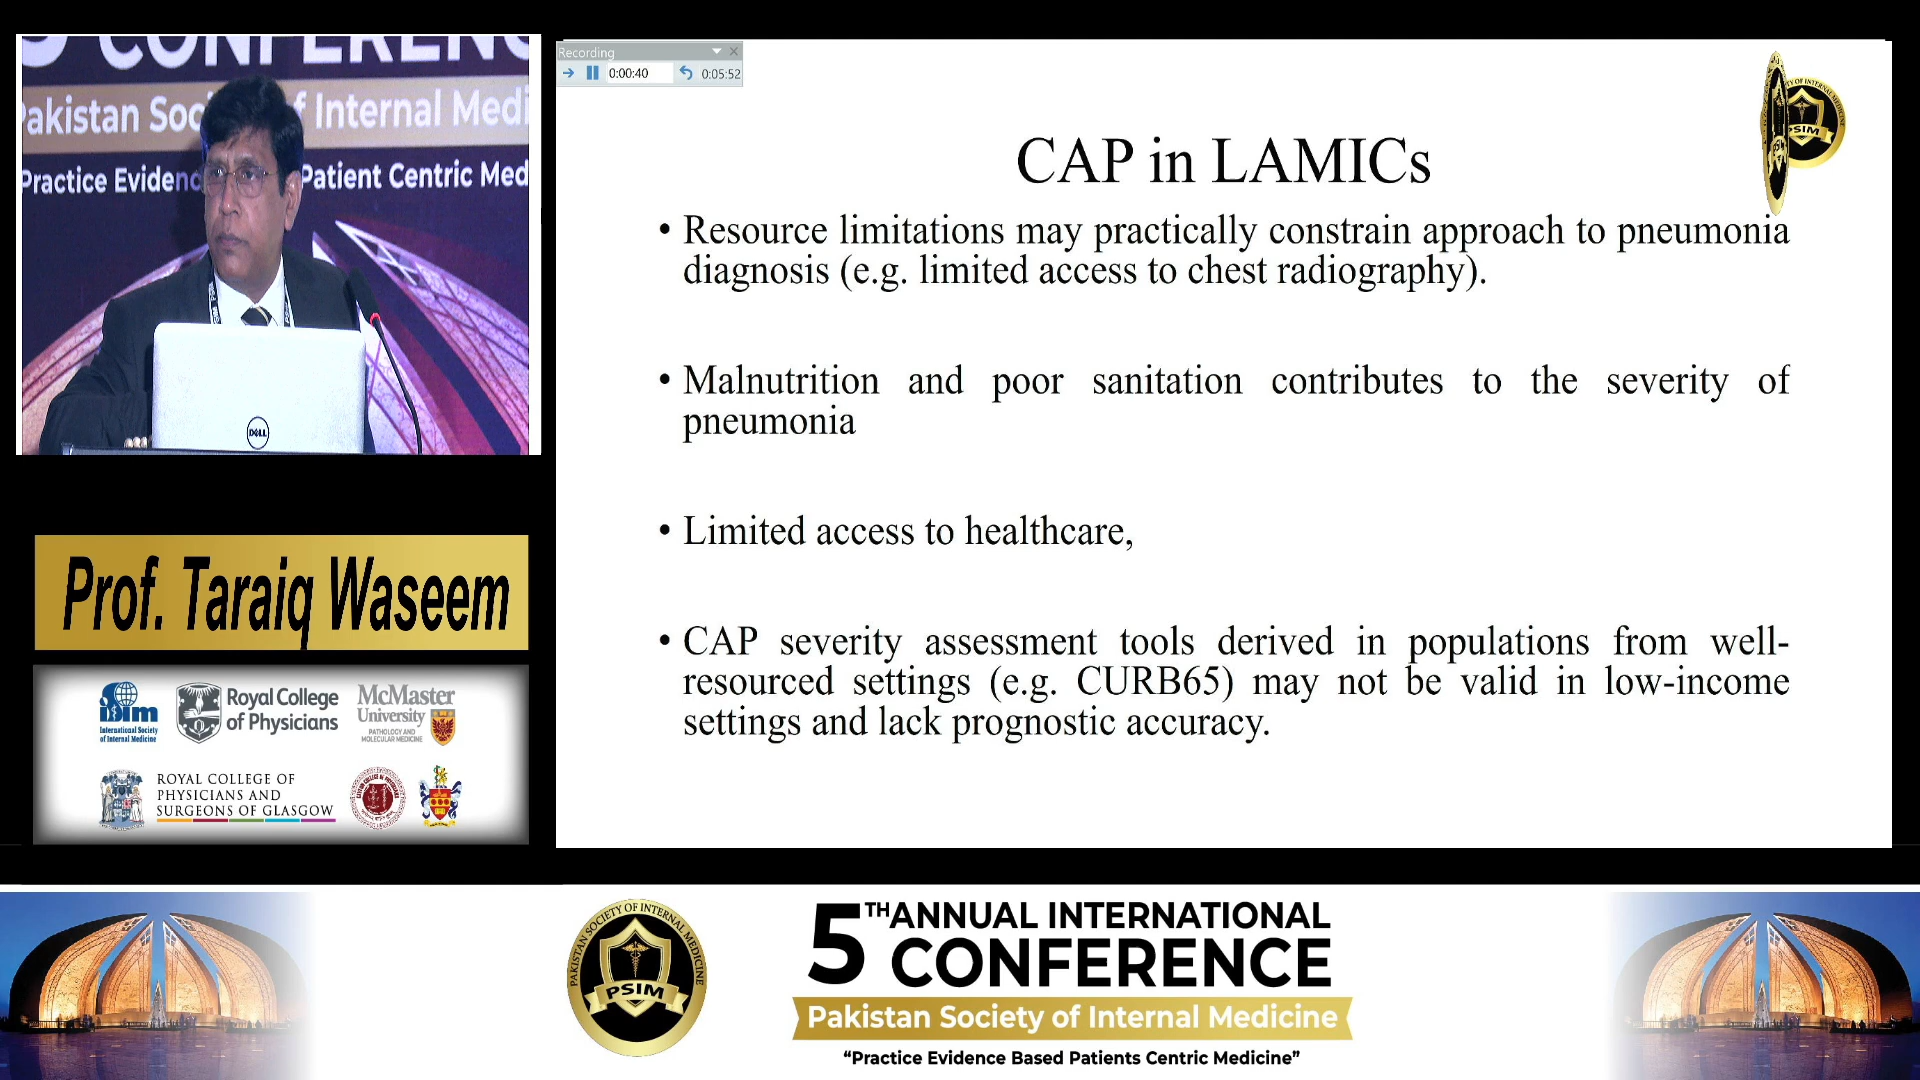 CONFERENC
Pakistan Soc f Internal Medi
Practice Evidenc Patient Centric Med
DELL
Prof. Taraiq Waseem
ISIM
International Society
of Internal Medicine
Royal College
of Physicians
McMaster
University
PATHOLOGY AND
MOLECULAR MEDICINE
ROYAL COLLEGE OF
PHYSICIANS AND
SURGEONS OF GLASGOW
Recording
0:00:40
0:05:52
PSIM
CAP in LAMICs
• Resource limitations may practically constrain approach to pneumonia
diagnosis (e.g. limited access to chest radiography).
• Malnutrition and poor sanitation contributes to the severity of
pneumonia
• Limited access to healthcare,
• CAP severity assessment tools derived in populations from well-
resourced settings (e.g. CURB65) may not be valid in low-income
settings and lack prognostic accuracy.
PAKISTAN SOCIETY OF INTERNAL MEDICINE
PSIM
5TH ANNUAL INTERNATIONAL
CONFERENCE
Pakistan Society of Internal Medicine
“Practice Evidence Based Patients Centric Medicine”